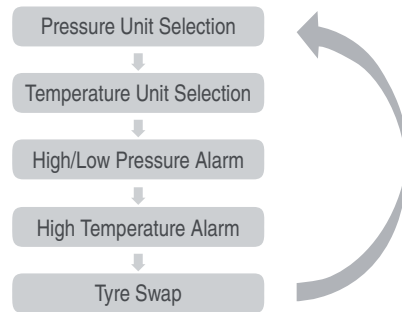 Pressure Unit Selection
Temperature Unit Selection
High/Low Pressure Alarm
High Temperature Alarm
Tyre Swap